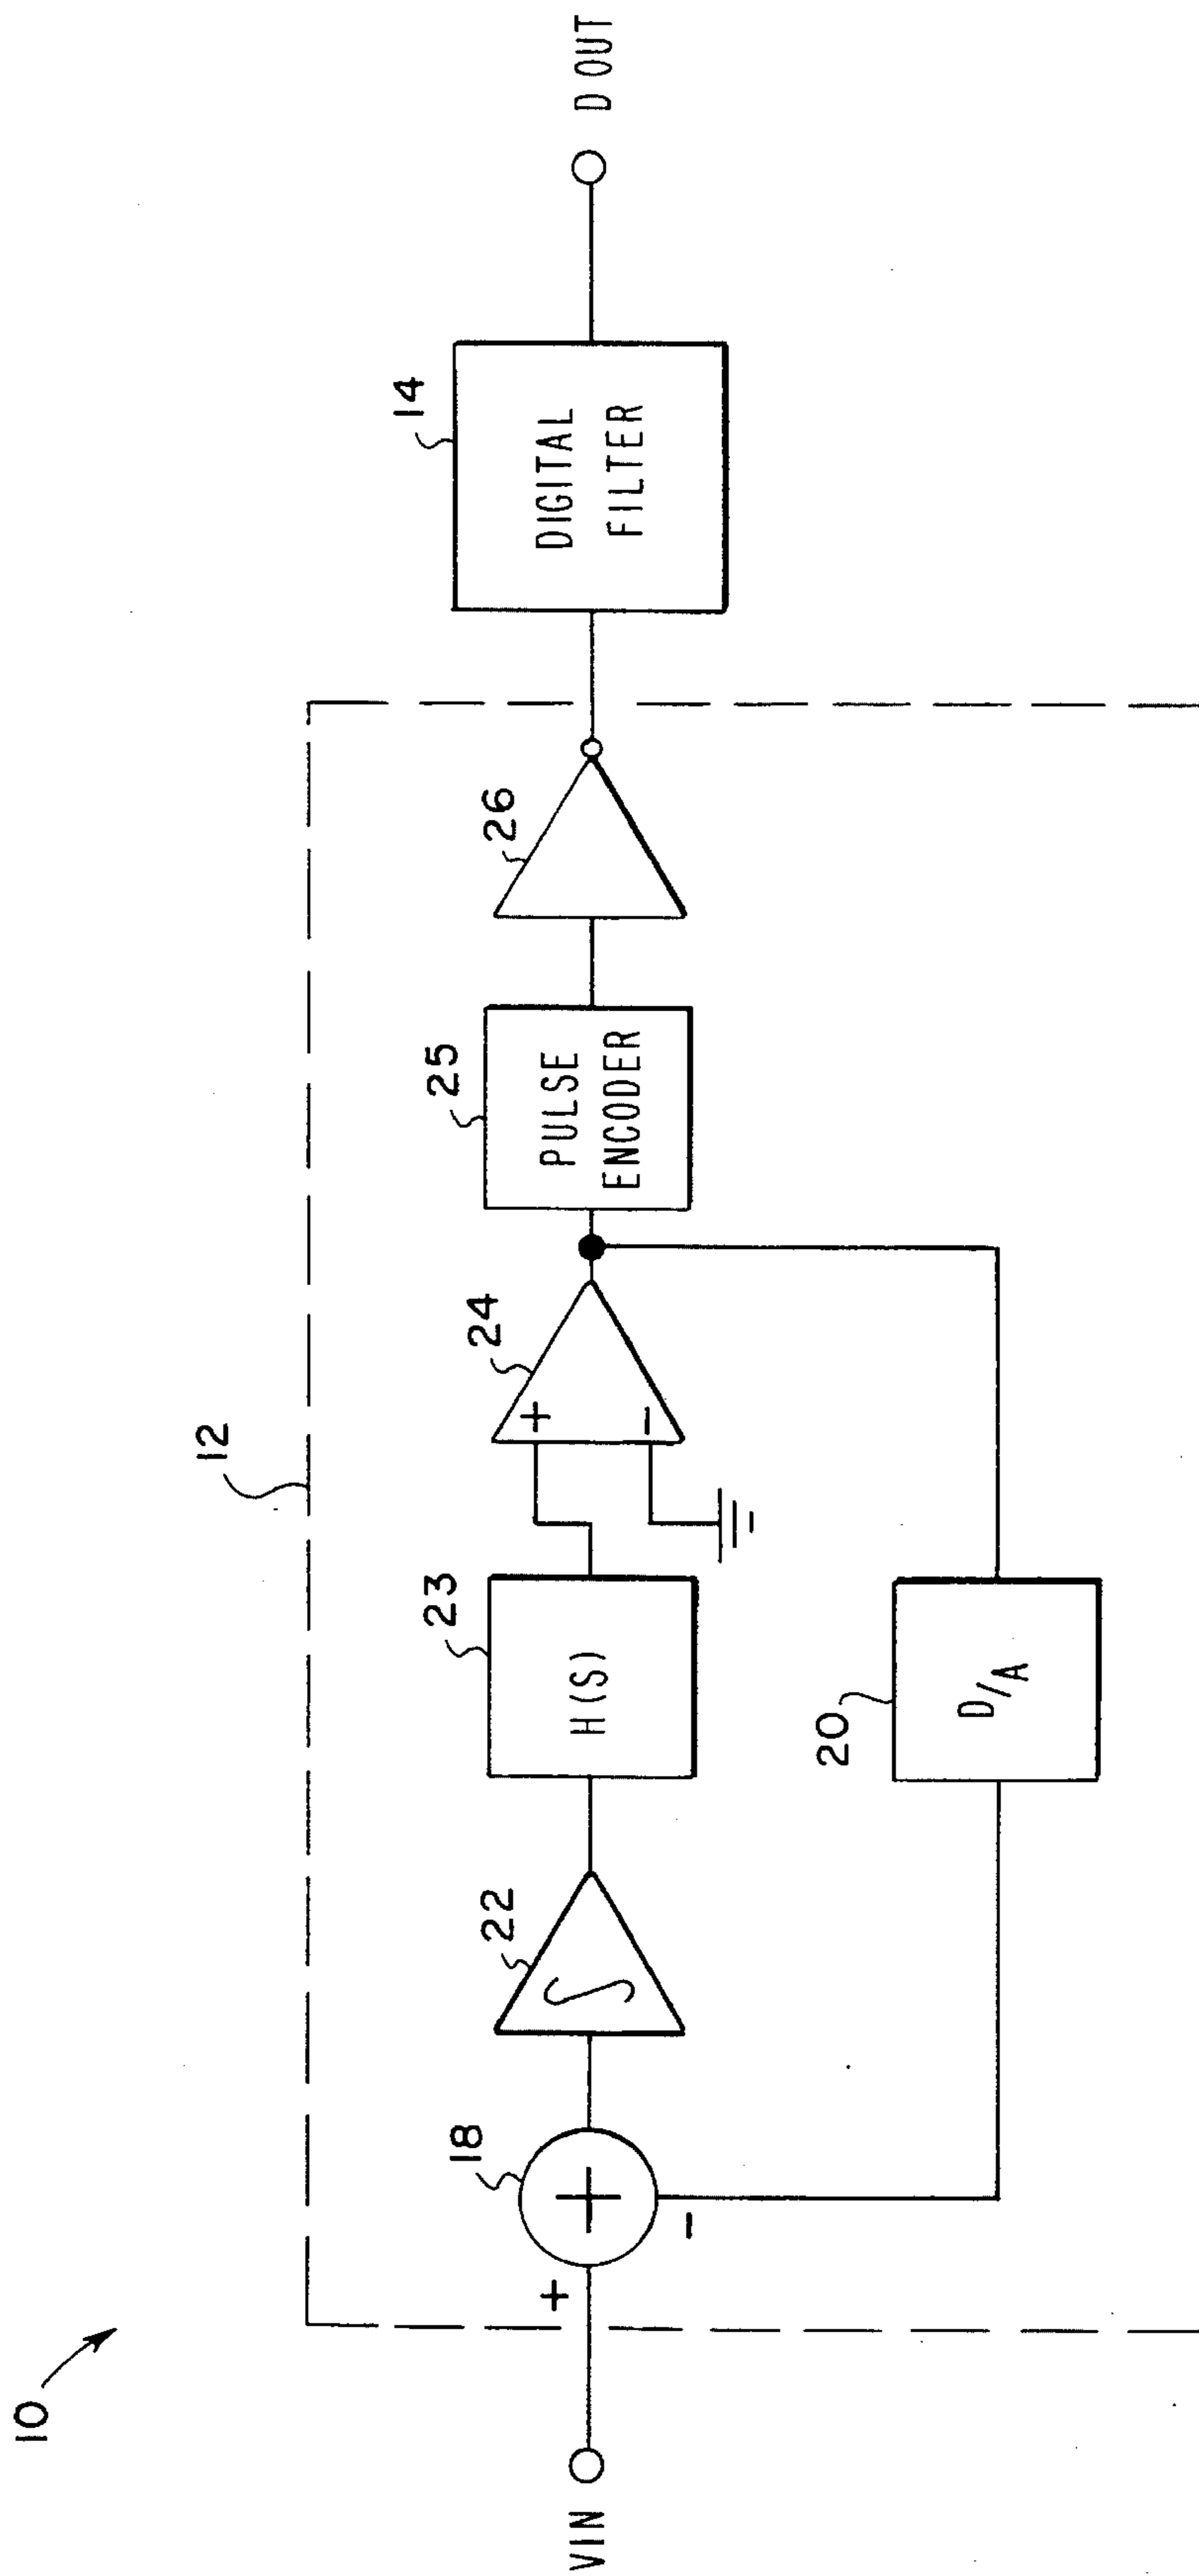 10
12
VIN
+
-
18
22
∫
23
H(S)
24
+
-
25
PULSE
ENCODER
26
14
DIGITAL
FILTER
D OUT
20
D/A